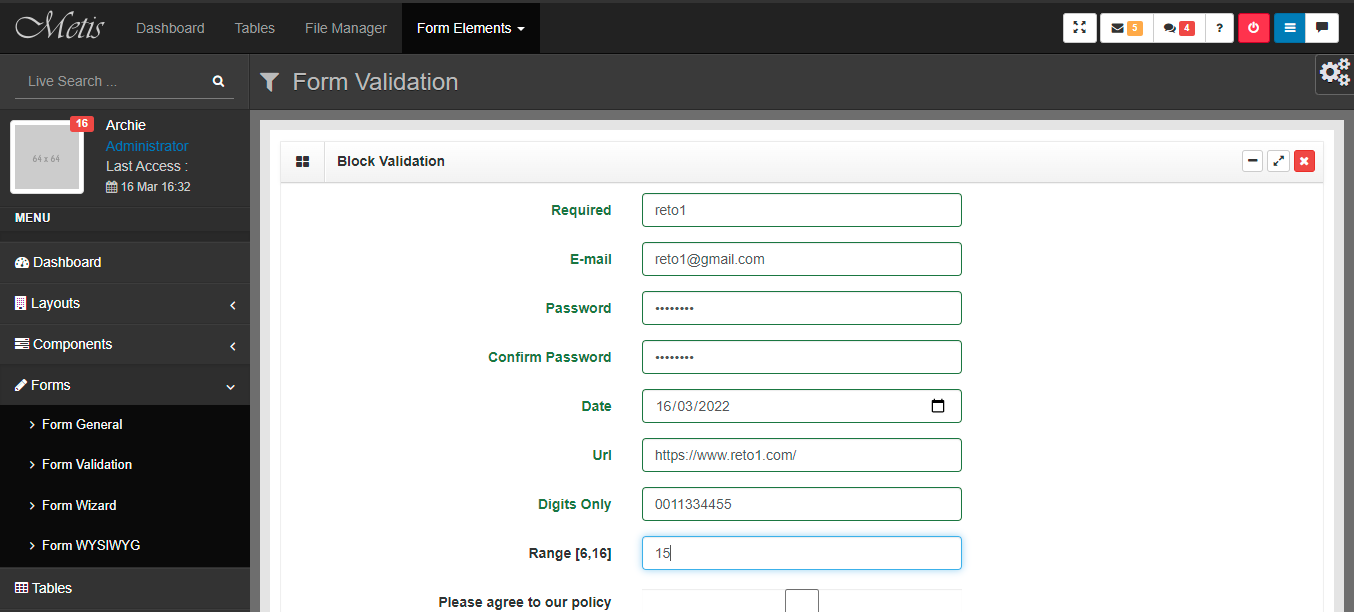 Metis
Dashboard
Tables
File Manager
Form Elements
5
4
?
Live Search ...
Form Validation
64 x 64
16
Archie
Administrator
Last Access :
16 Mar 16:32
MENU
Dashboard
Layouts
Components
Forms
Form General
Form Validation
Form Wizard
Form WYSIWYG
Tables
Block Validation
Required
reto1
E-mail
reto1@gmail.com
Password
••••••••
Confirm Password
••••••••
Date
16/03/2022
Url
https://www.reto1.com/
Digits Only
0011334455
Range [6,16]
15
Please agree to our policy